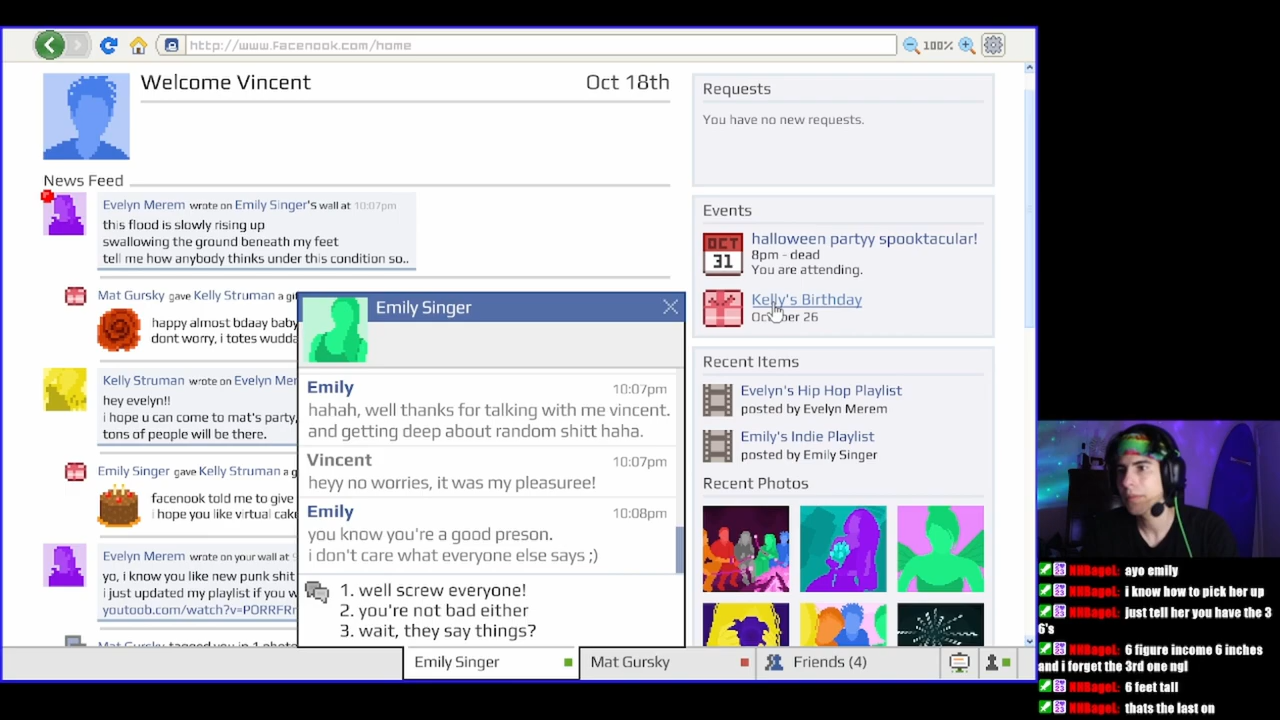 http://www.facenook.com/home
100%
Welcome Vincent
Oct 18th
News Feed
Evelyn Merem wrote on Emily Singer's wall at 10:07pm
this flood is slowly rising up
swallowing the ground beneath my feet
tell me how anybody thinks under this condition so..
Mat Gursky gave Kelly Struman a
happy almost bdaay baby
dont worry, i totes wudda
Kelly Struman wrote on Evelyn
hey evelyn!!
i hope u can come to mat's party,
tons of people will be there.
Emily Singer gave Kelly Struman a
facenook told me to give
i hope you like virtual
Evelyn Merem wrote on your wall at
yo, i know you like new punk shit
i just updated my playlist if you
youtoob.com/watch?v=PORRFR
Mat Gursky tagged you in 1
Emily Singer
Emily 10:07pm
hahah, well thanks for talking with me vincent.
and getting deep about random shitt haha.
Vincent 10:07pm
heyy no worries, it was my pleasuree!
Emily 10:08pm
you know you're a good preson.
i don't care what everyone else says ;)
1. well screw everyone!
2. you're not bad either
3. wait, they say things?
Requests
You have no new requests.
Events
OCT
31
halloween partyy spooktacular!
8pm - dead
You are attending.
Kelly's Birthday
October 26
Recent Items
Evelyn's Hip Hop Playlist
posted by Evelyn Merem
Emily's Indie Playlist
posted by Emily Singer
Recent Photos
Emily Singer
Mat Gursky
Friends (4)
NHBagel: ayo emily
NHBagel: i know how to pick her up
NHBagel: just tell her you have the 3
6's
NHBagel: 6 figure income 6 inches
and i forget the 3rd one ngl
NHBagel: 6 feet tall
NHBagel: thats the last on